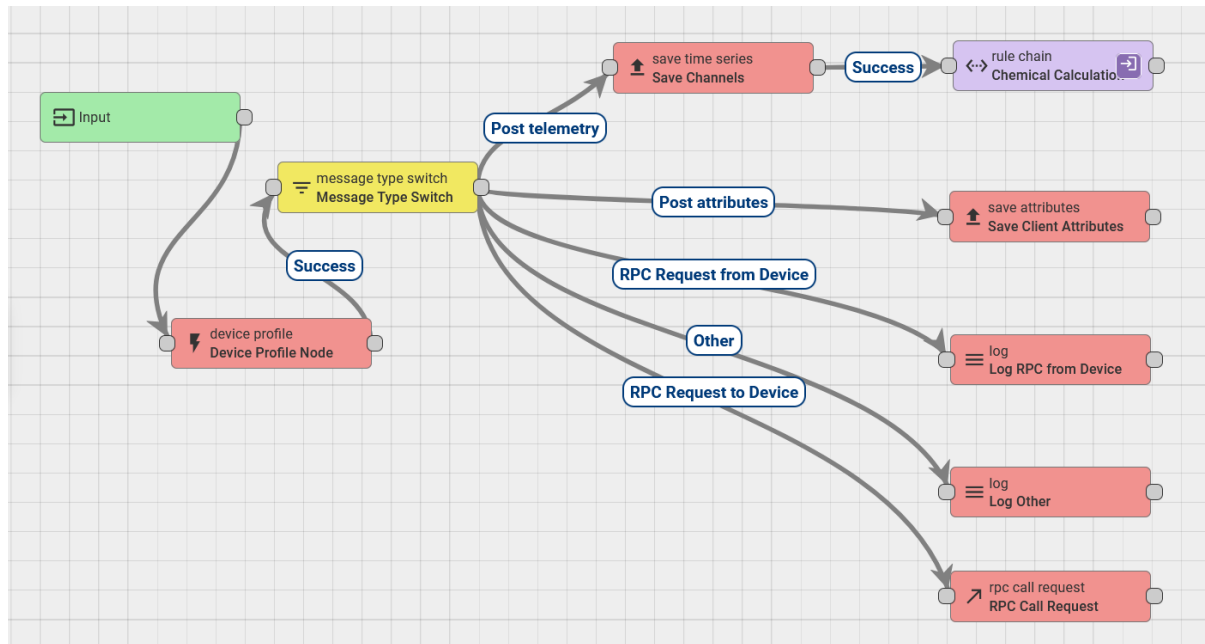 save time series
Save Channels
Success
rule chain
Chemical Calculation
Input
Post telemetry
message type switch
Message Type Switch
Post attributes
save attributes
Save Client Attributes
Success
RPC Request from Device
device profile
Device Profile Node
Other
log
Log RPC from Device
RPC Request to Device
log
Log Other
rpc call request
RPC Call Request